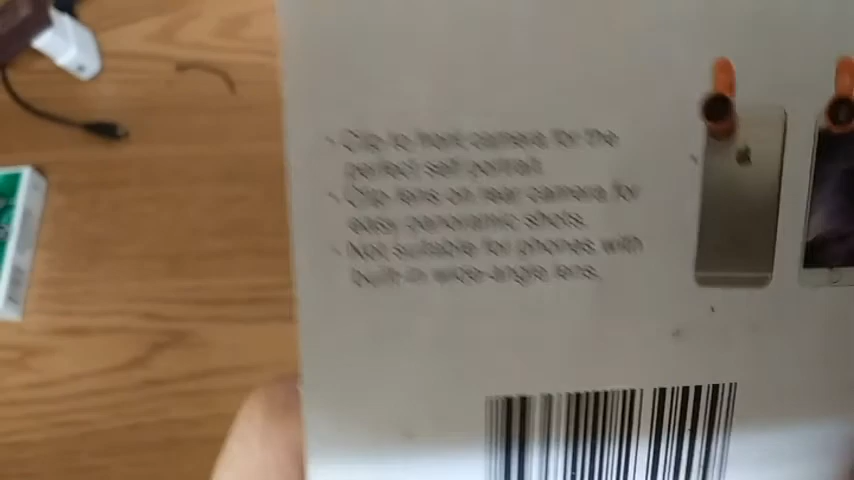 - Clip to front camera for the
perfect self portrait.
- Clip lens on rear camera for
easy panoramic shots.
- Not suitable for phones with
built-in wide-angle lens.